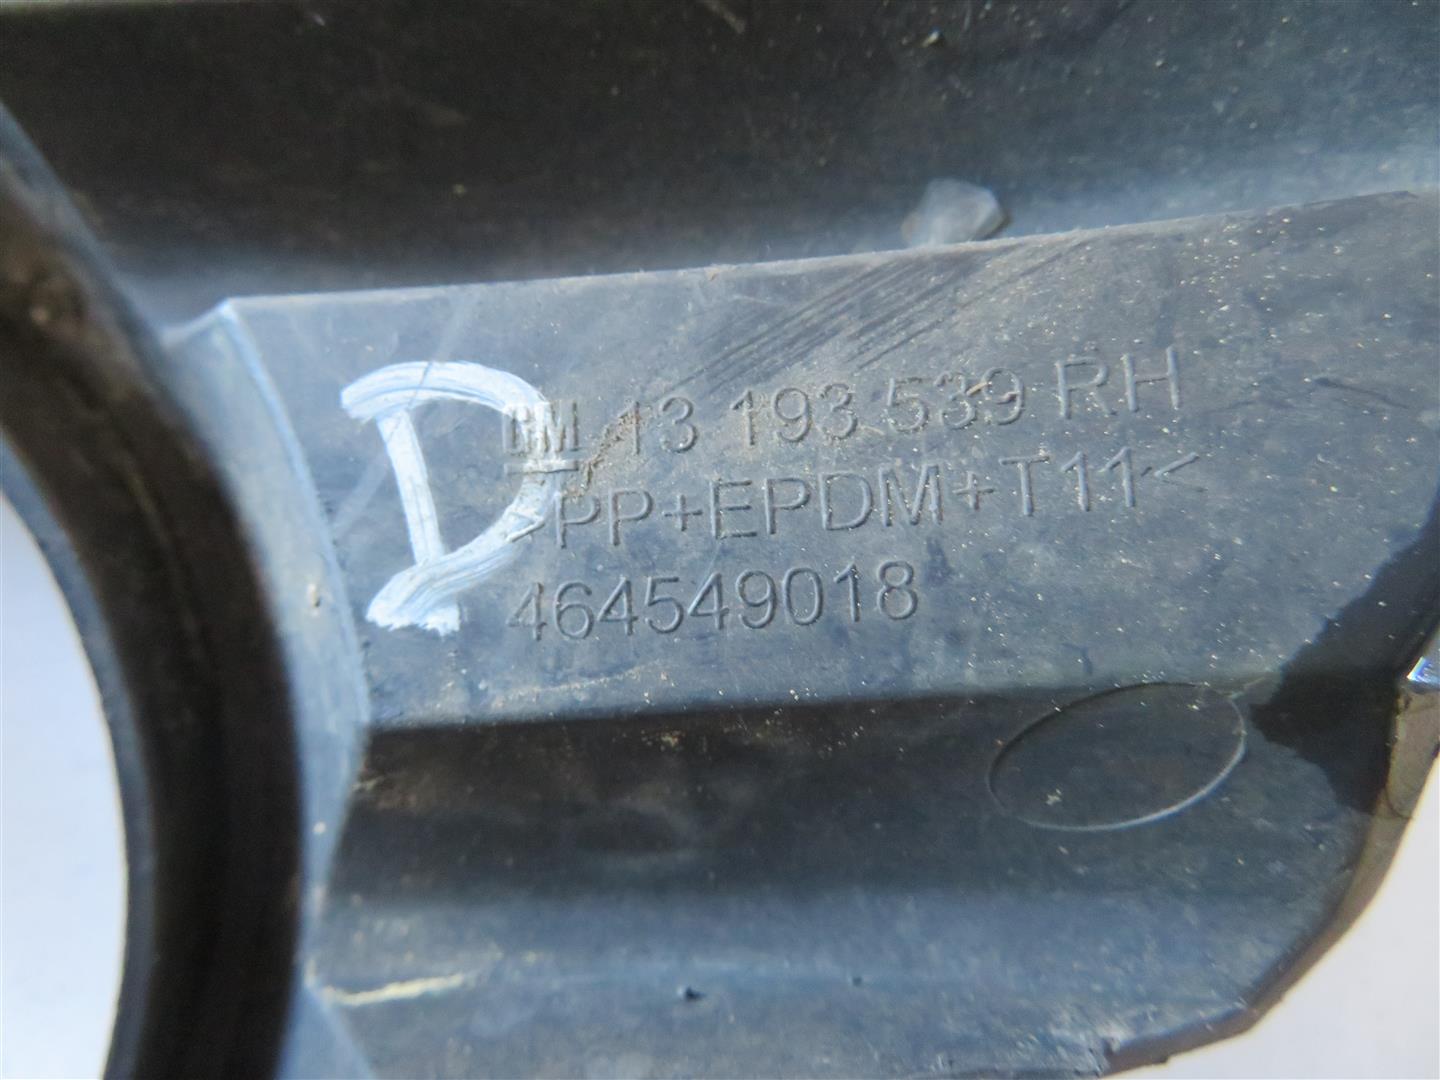 D
GM 13 193 539 RH
>PP+EPDM+T11<
464549018